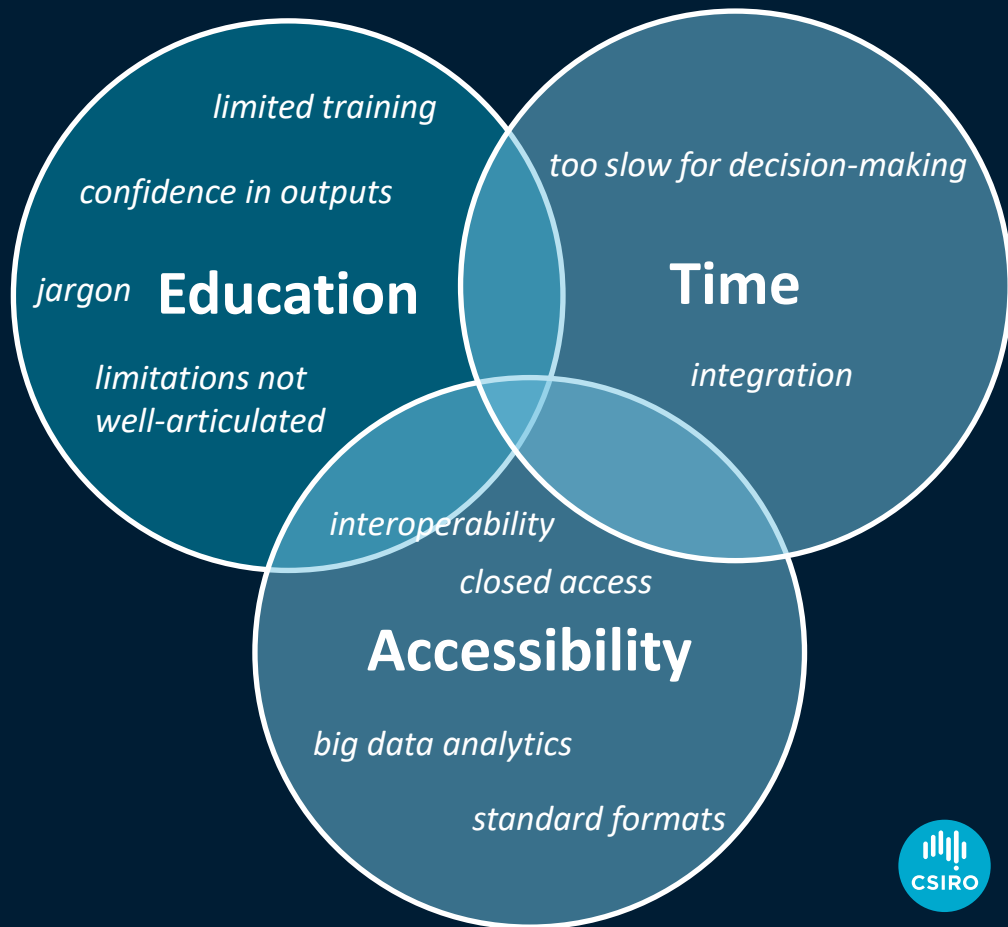 limited training
confidence in outputs
jargon
Education
limitations not
well-articulated
too slow for decision-making
Time
integration
interoperability
closed access
Accessibility
big data analytics
standard formats
CSIRO